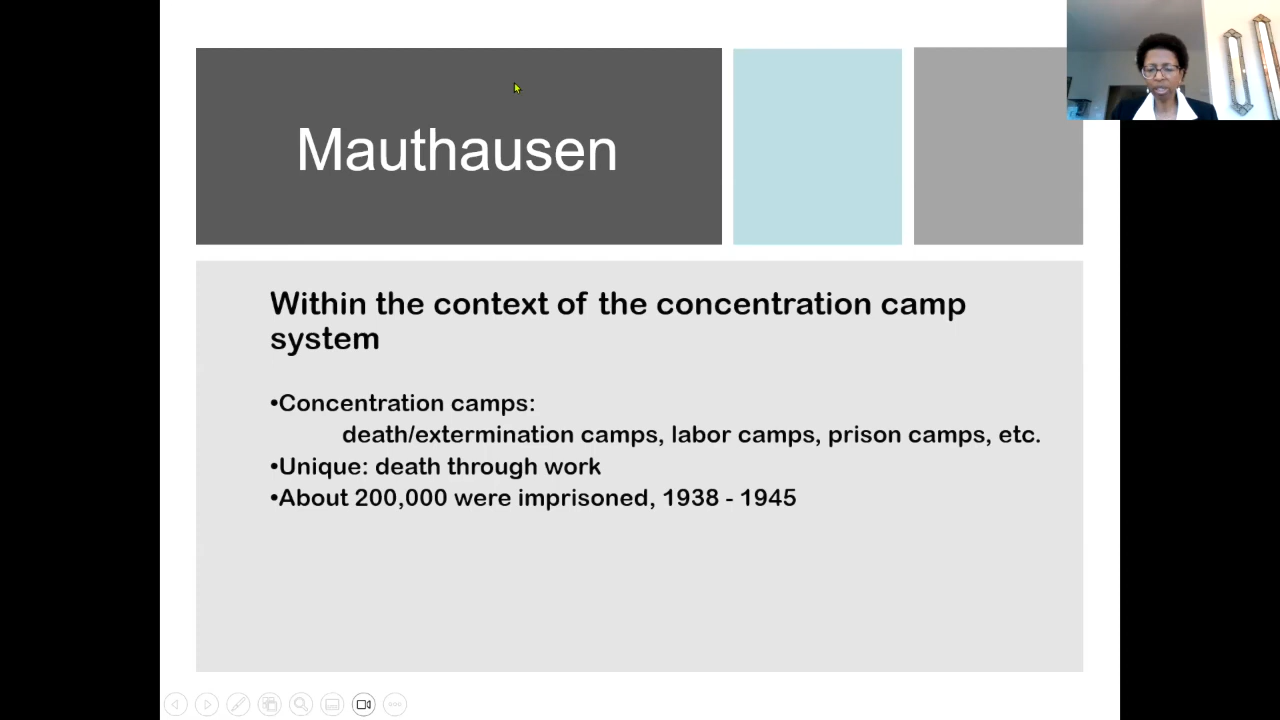 Mauthausen
Within the context of the concentration camp
system
•Concentration camps:
death/extermination camps, labor camps, prison camps, etc.
•Unique: death through work
•About 200,000 were imprisoned, 1938 - 1945